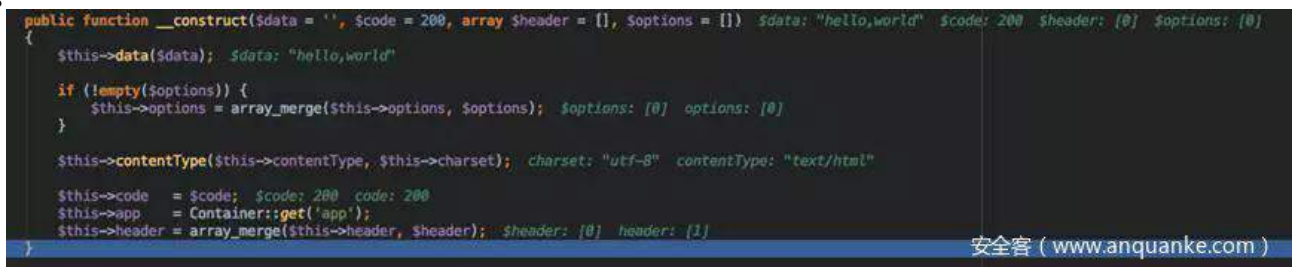 public function __construct($data = '', $code = 200, array $header = [], $options = []) $data: "hello,world" $code: 200 $header: [0] $options: [0]
{
$this->data($data); $data: "hello,world"
if (!empty($options)) {
$this->options = array_merge($this->options, $options); $options: [0] options: [0]
}
$this->contentType($this->contentType, $this->charset); charset: "utf-8" contentType: "text/html"
$this->code = $code; $code: 200 code: 200
$this->app = Container::get('app');
$this->header = array_merge($this->header, $header); $header: [0] header: [1]
}
安全客（www.anquanke.com）